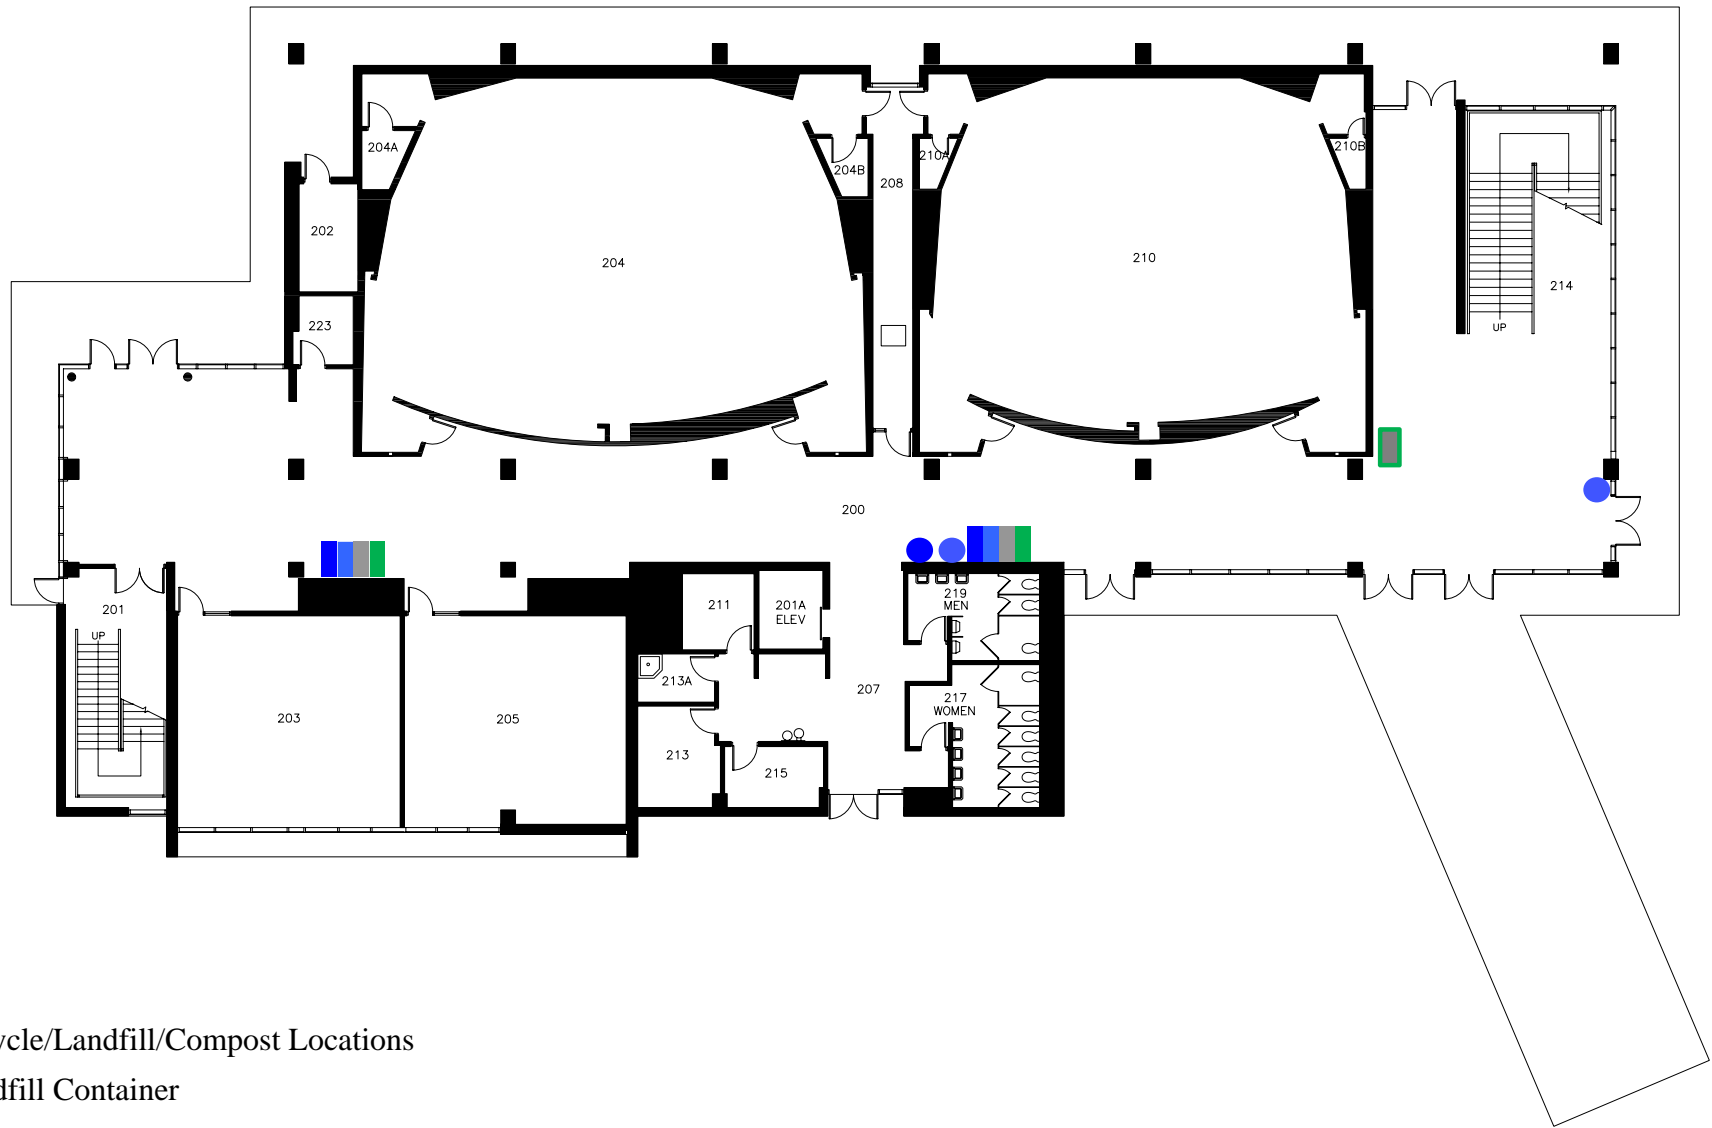 204A
204B
210A
210B
208
202
204
210
214
223
UP
200
201
UP
211
201A
ELEV
219
MEN
213A
207
217
WOMEN
203
205
213
215
ycle/Landfill/Compost Locations
dfill Container